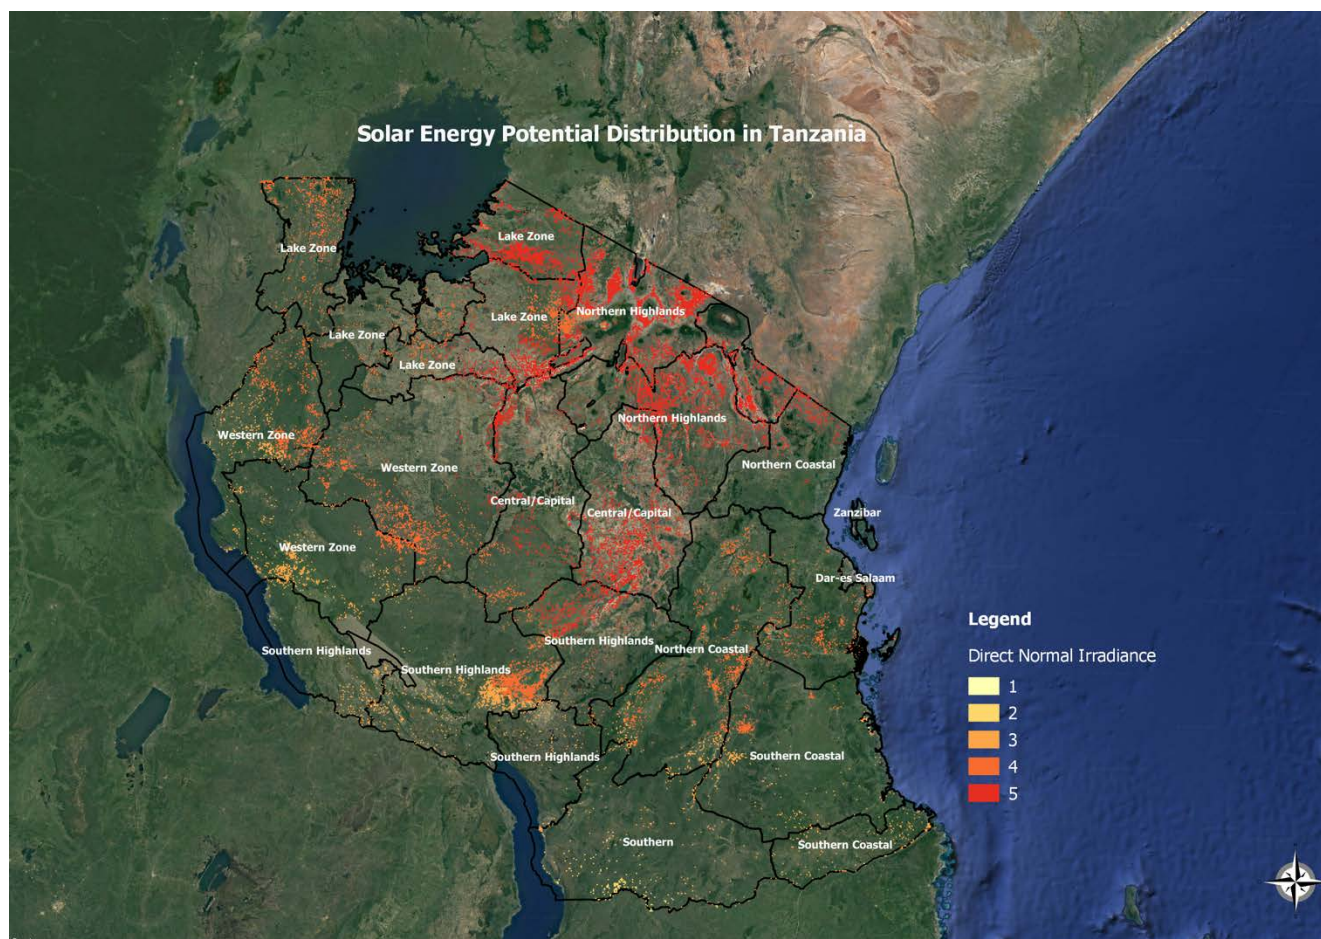 Solar Energy Potential Distribution in Tanzania
Lake Zone
Lake Zone
Lake Zone
Northern Highlands
Lake Zone
Lake Zone
Northern Highlands
Western Zone
Northern Coastal
Western Zone
Central/Capital
Central/Capital
Zanzibar
Western Zone
Dar-es Salaam
Southern Highlands
Northern Coastal
Southern Highlands
Southern Highlands
Southern Highlands
Southern Coastal
Southern
Southern Coastal
Legend
Direct Normal Irradiance
1
2
3
4
5